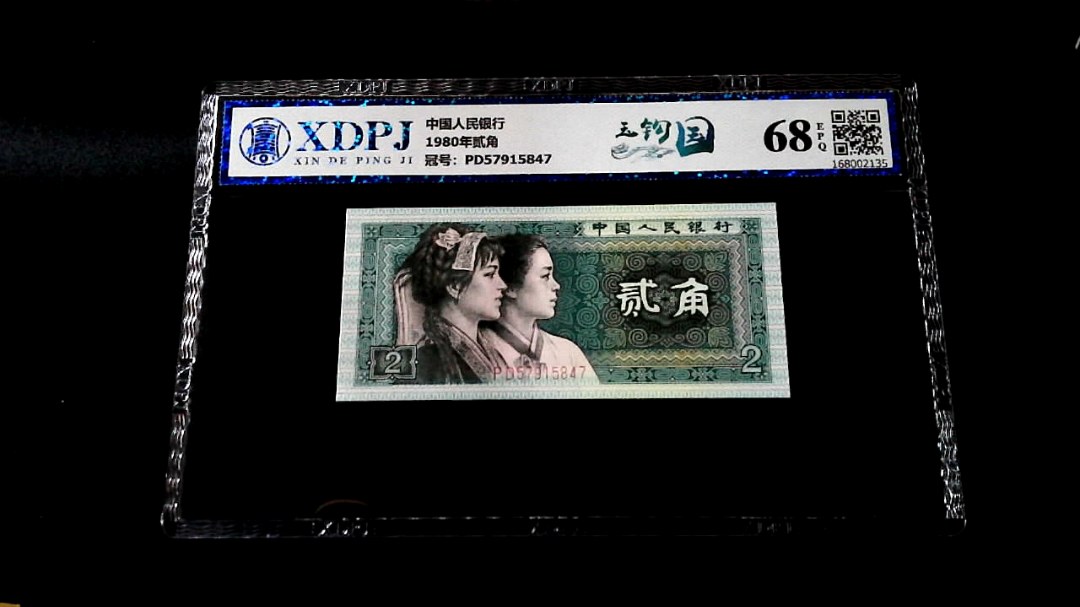 XDPJ
XIN DE PING JI
中国人民银行
1980年贰角
冠号：PD57915847
玉钩国
68
EPQ
168002135
中国人民银行
贰角
2
2
PD57915847